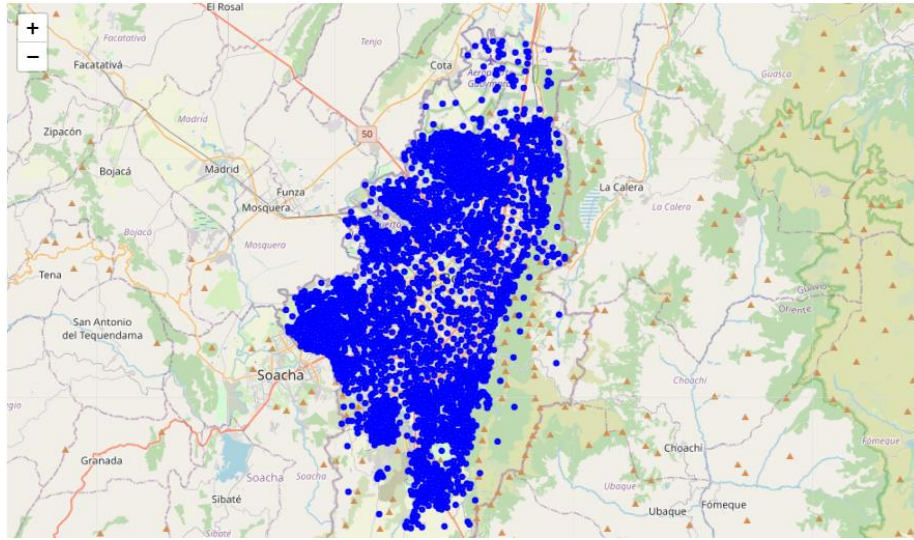 +
−
El Rosal
Facatativá
Tenjo
Facatativá
Cota
Guasca
50
Zipacón
Madrid
Bojacá
Madrid
Funza
Mosquera
La Calera
La Calera
Bojacá
Mosquera
Tena
Guavio
Oriente
San Antonio
del Tequendama
Soacha
Choachí
Choachí
Granada
Soacha
Soacha
Sibaté
Sibaté
Ubaque
Ubaque
Fómeque
Fómeque